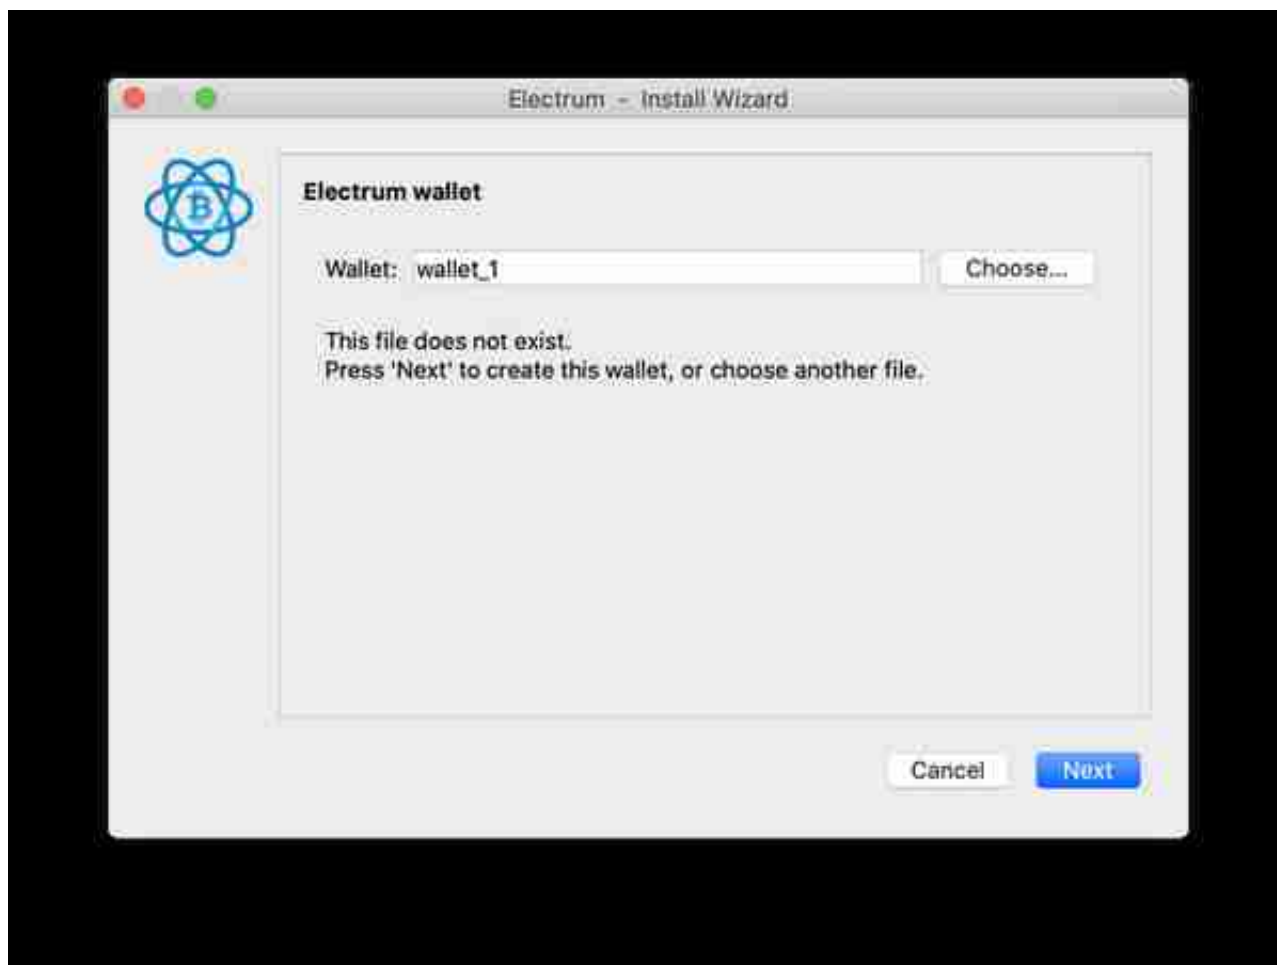 Electrum - Install Wizard
Electrum wallet
Wallet: wallet_1 Choose...
This file does not exist.
Press 'Next' to create this wallet, or choose another file.
Cancel Next